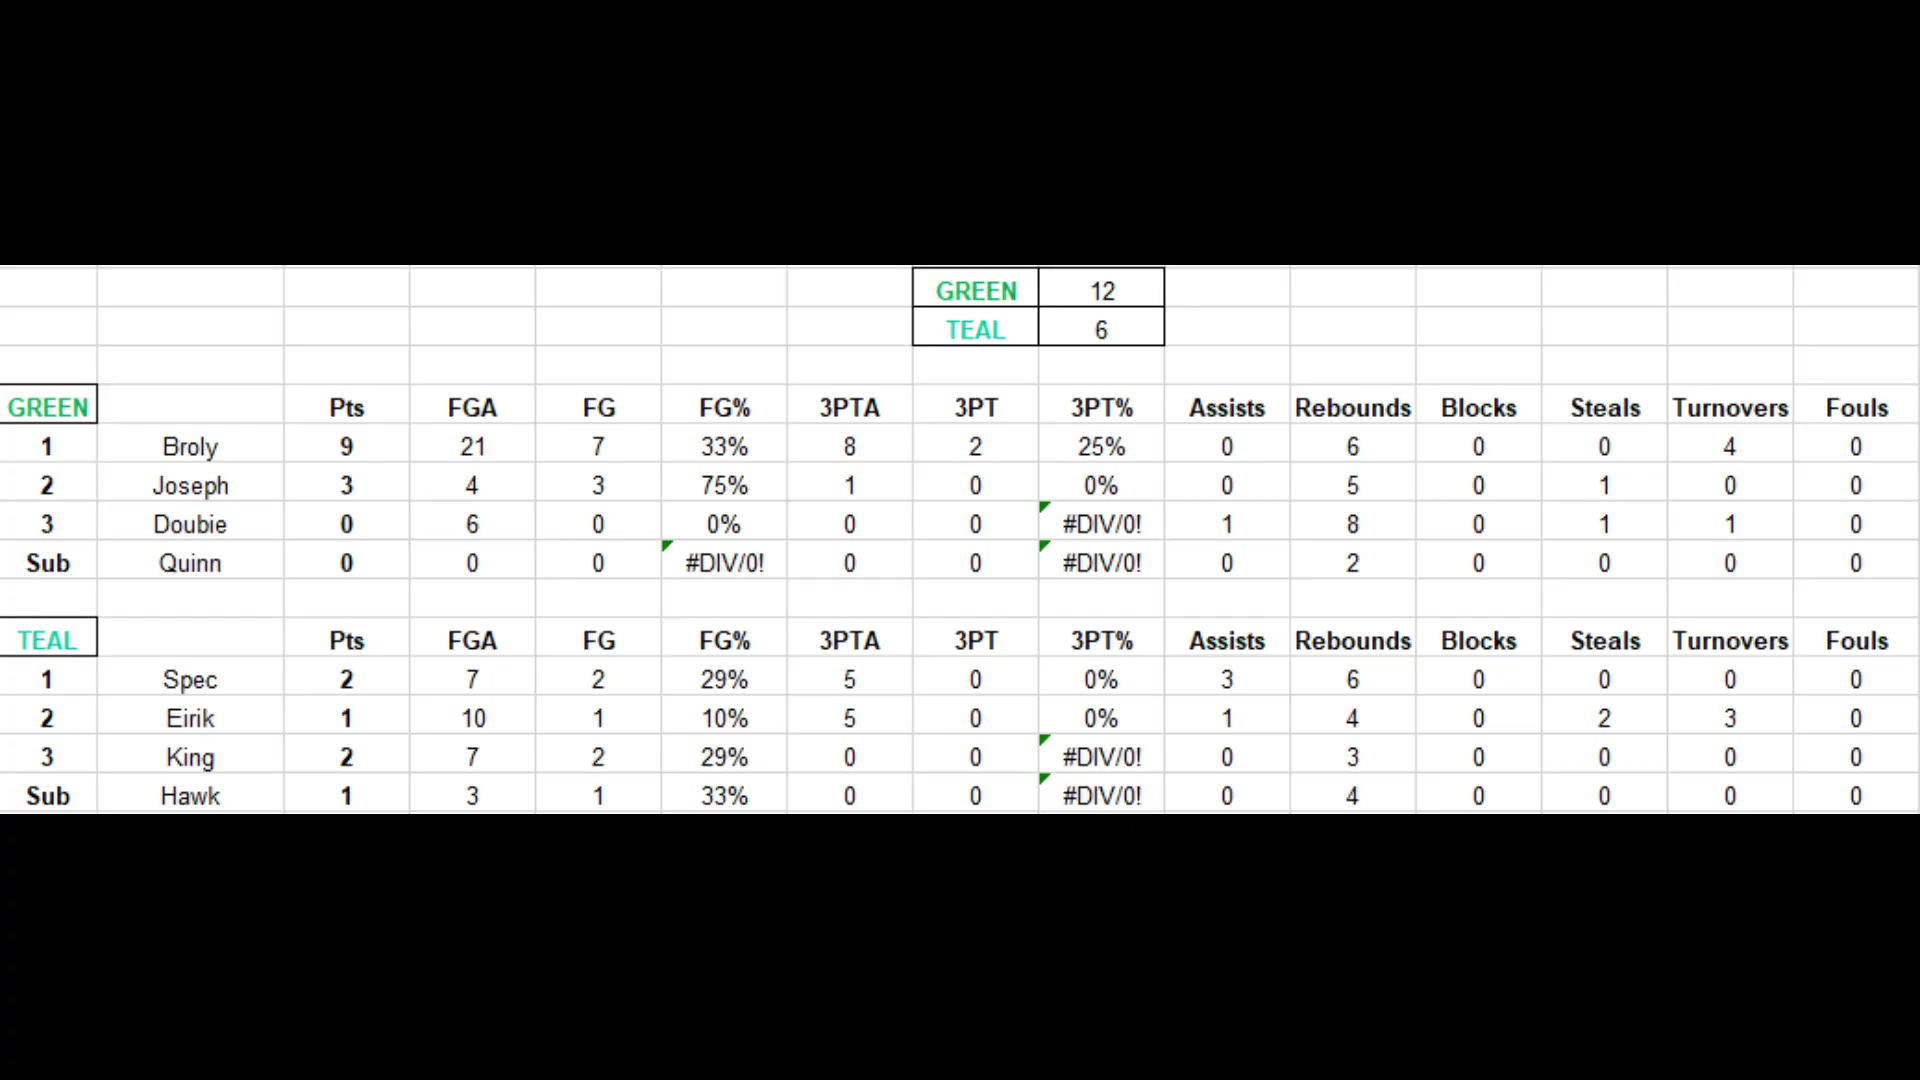 GREEN 12
TEAL 6
GREEN Pts FGA FG FG% 3PTA 3PT 3PT% Assists Rebounds Blocks Steals Turnovers Fouls
1 Broly 9 21 7 33% 8 2 25% 0 6 0 0 4 0
2 Joseph 3 4 3 75% 1 0 0% 0 5 0 1 0 0
3 Doubie 0 6 0 0% 0 0 #DIV/0! 1 8 0 1 1 0
Sub Quinn 0 0 0 #DIV/0! 0 0 #DIV/0! 0 2 0 0 0 0
TEAL Pts FGA FG FG% 3PTA 3PT 3PT% Assists Rebounds Blocks Steals Turnovers Fouls
1 Spec 2 7 2 29% 5 0 0% 3 6 0 0 0 0
2 Eirik 1 10 1 10% 5 0 0% 1 4 0 2 3 0
3 King 2 7 2 29% 0 0 #DIV/0! 0 3 0 0 0 0
Sub Hawk 1 3 1 33% 0 0 #DIV/0! 0 4 0 0 0 0